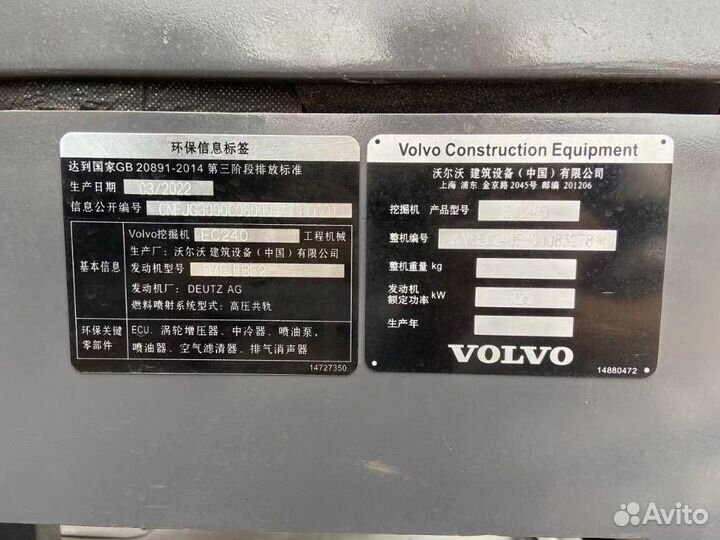 环保信息标签
达到国家GB 20891-2014 第三阶段排放标准
生产日期 03/2022
信息公开编号
Volvo挖掘机 EC240 工程机械
生产厂: 沃尔沃 建筑设备(中国)有限公司
基本信息 发动机型号
发动机厂: DEUTZ AG
燃料喷射系统型式: 高压共轨
环保关键零部件
ECU、涡轮增压器、中冷器、喷油泵、
喷油器、空气滤清器、排气消声器
14727350
Volvo Construction Equipment
沃尔沃 建筑设备(中国)有限公司
上海 浦东 金京路2045号 邮编 201206
挖掘机 产品型号
整机编号
整机重量 kg
发动机额定功率 kW
生产年
VOLVO
14880472
Avito